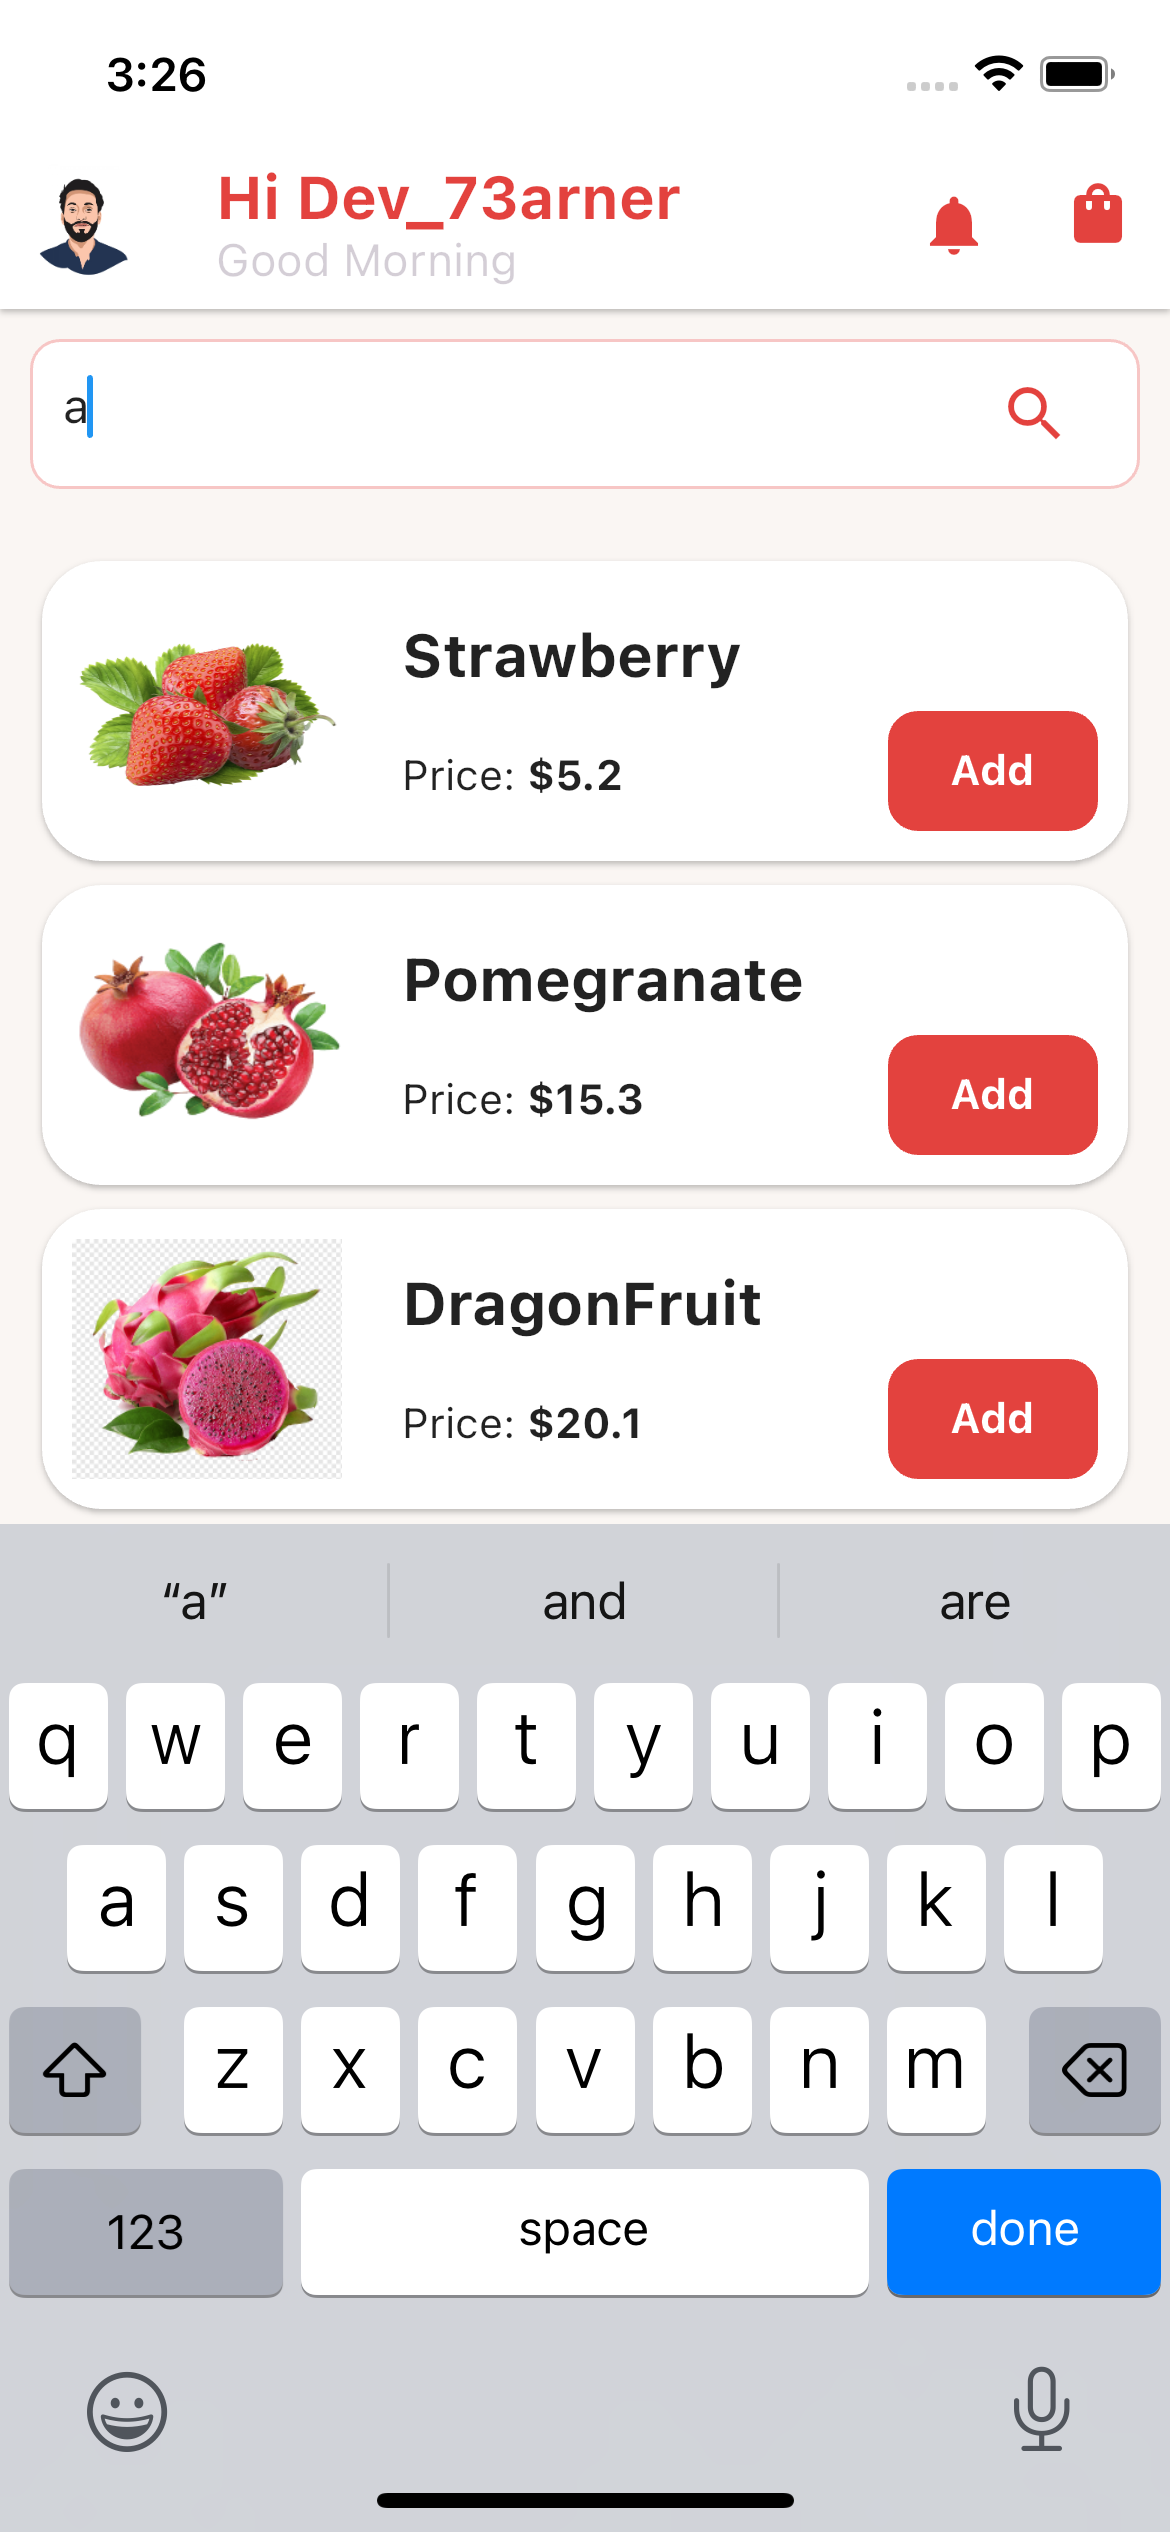 3:26
Hi Dev_73arner
Good Morning
a
Strawberry
Price: $5.2
Add
Pomegranate
Price: $15.3
Add
DragonFruit
Price: $20.1
Add
“a” and are
q w e r t y u i o p
a s d f g h j k l
z x c v b n m
123 space done